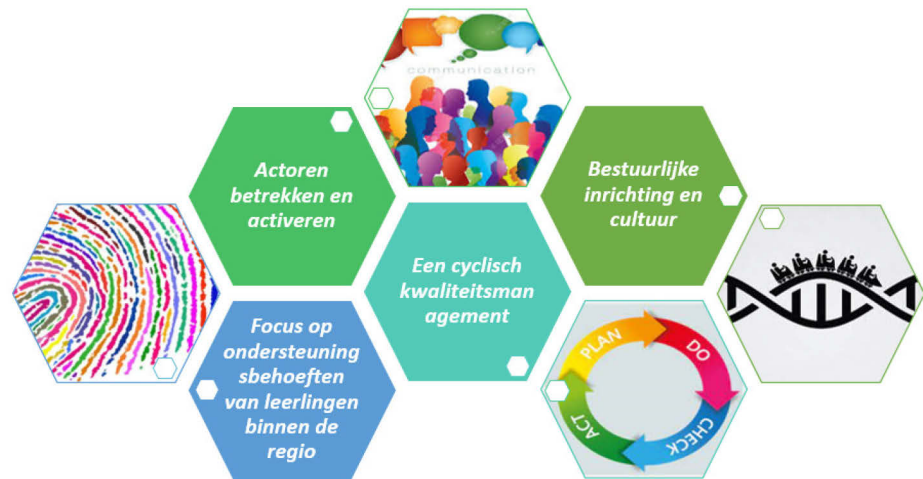 communication
Actoren
betrekken en
activeren
Bestuurlijke
inrichting en
cultuur
Een cyclisch
kwaliteitsman
agement
Focus op
ondersteuning
sbehoeften
van leerlingen
binnen de
regio
PLAN
DO
CHECK
ACT